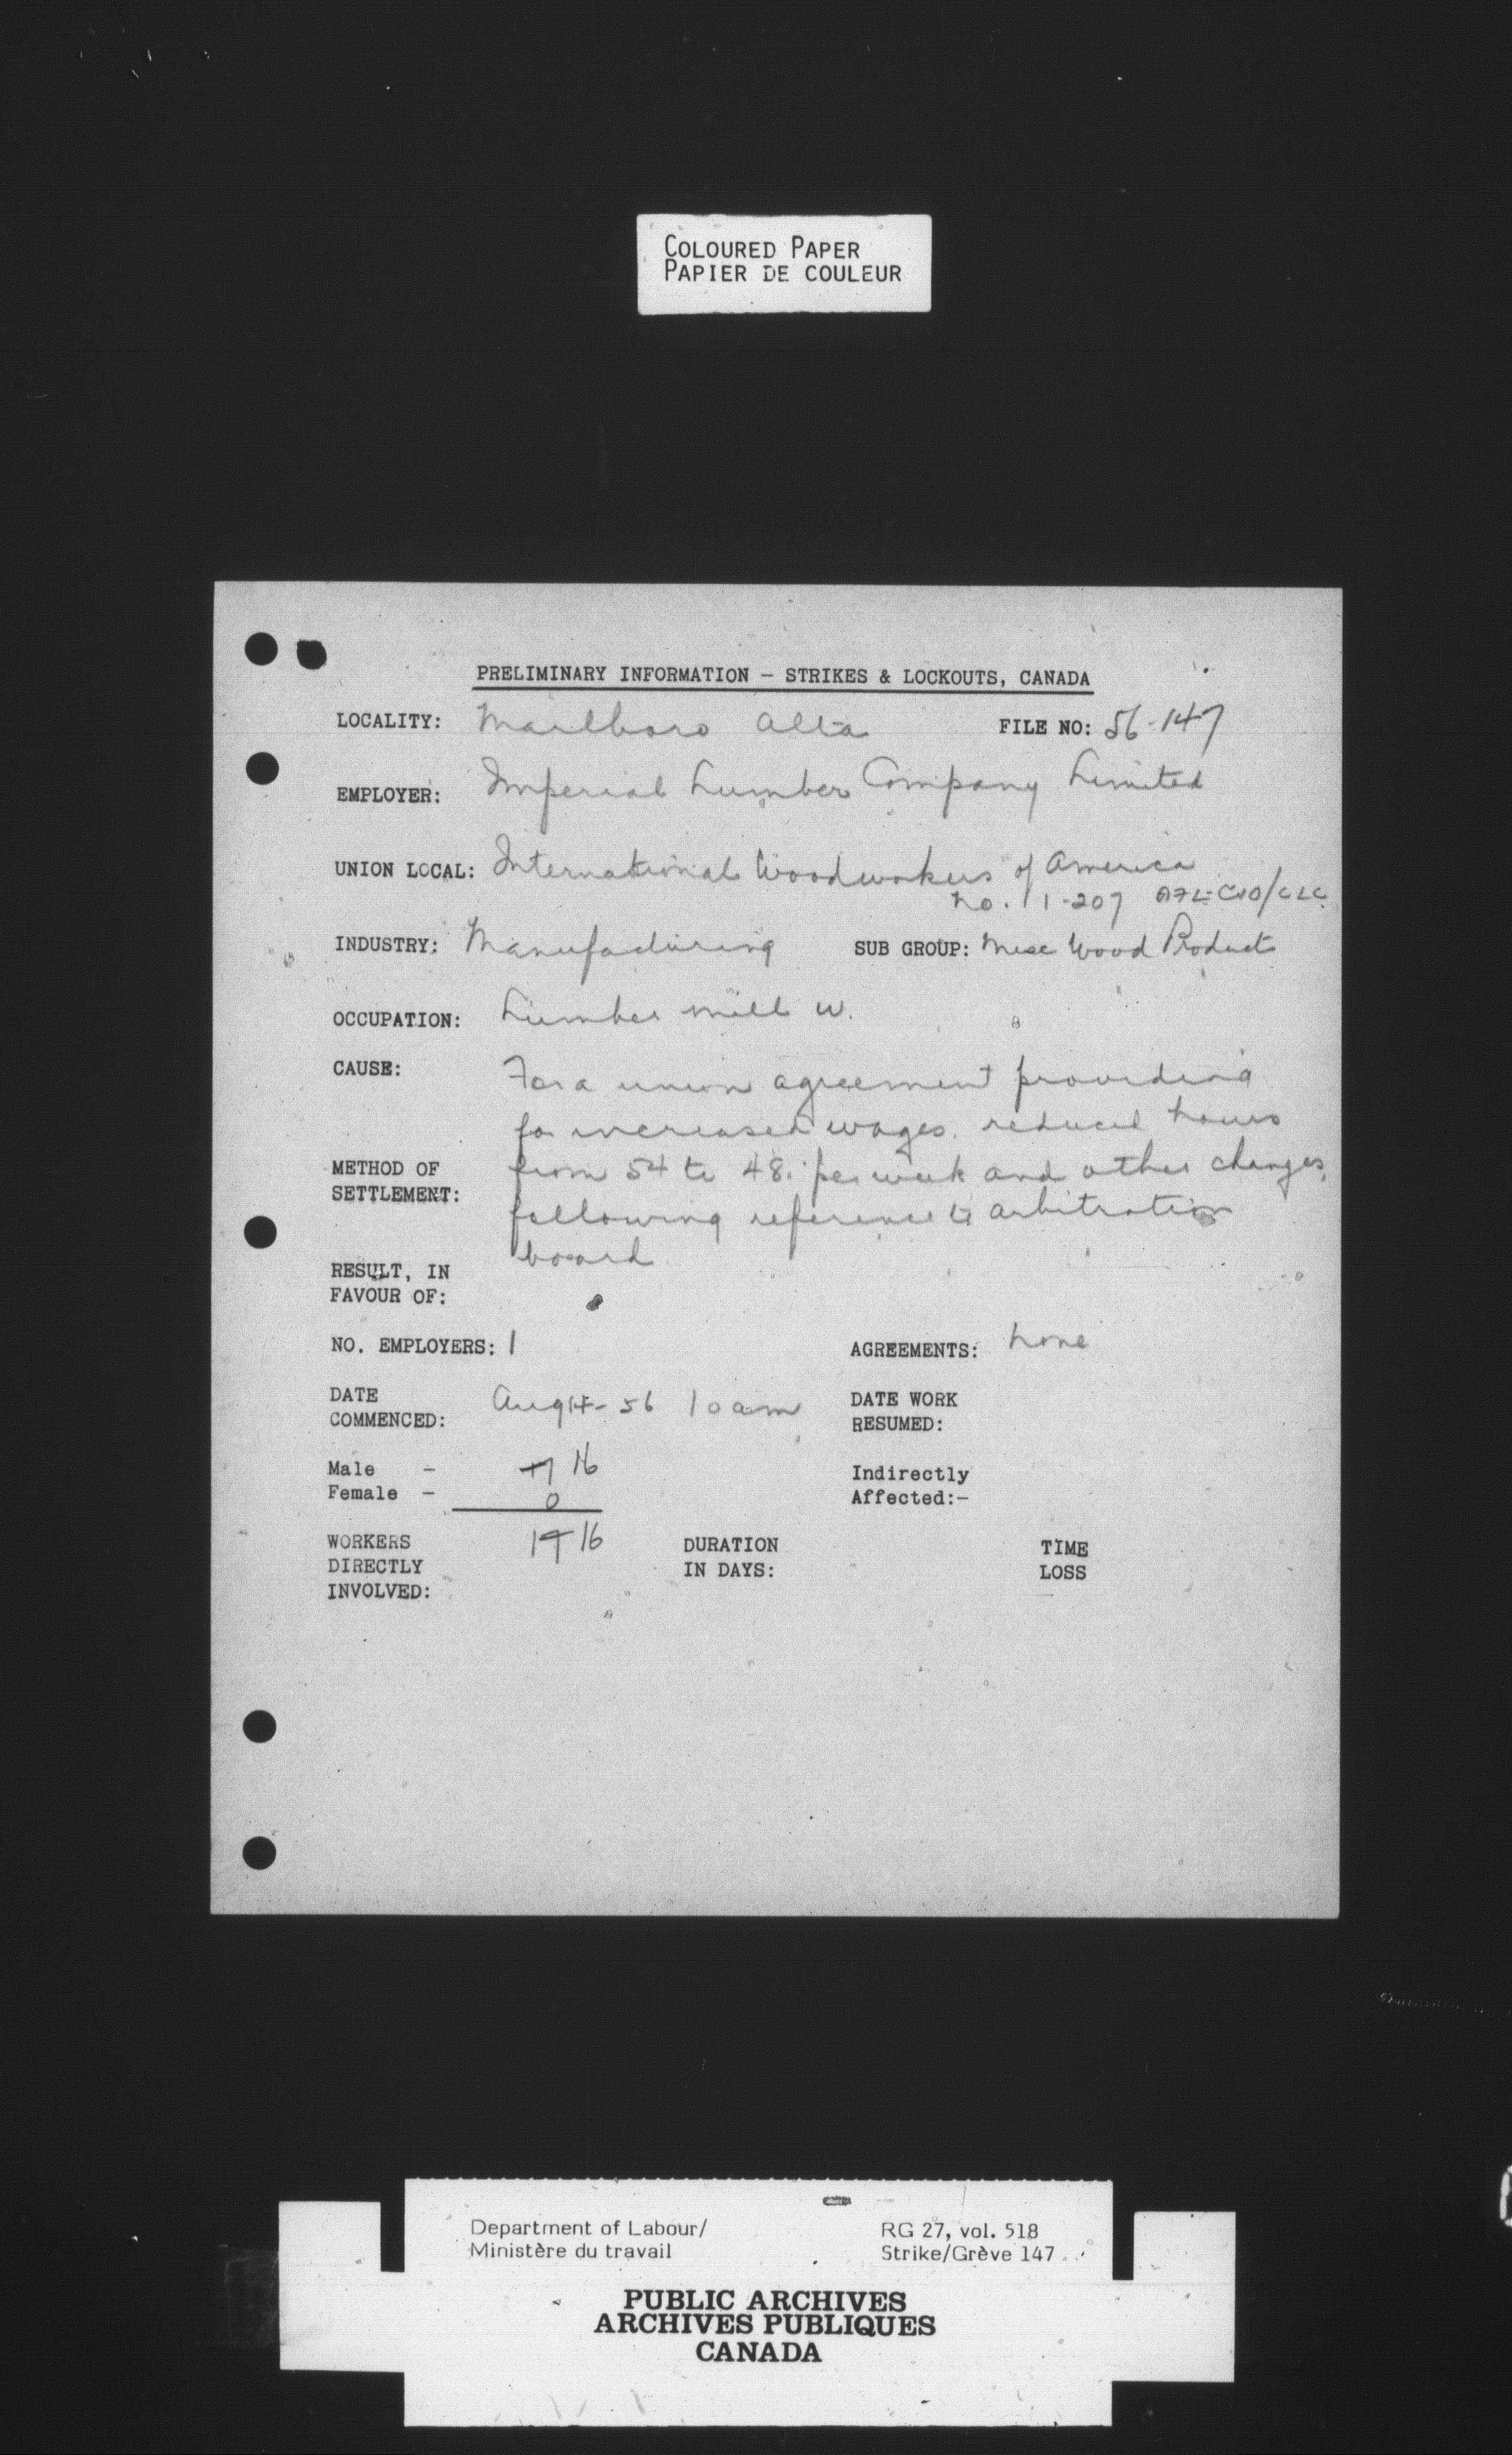 COLOURED PAPER
PAPIER DE COULEUR
PRELIMINARY INFORMATION - STRIKES & LOCKOUTS, CANADA
LOCALITY: Marlboro Alta FILE NO: 56-147
EMPLOYER: Imperial Lumber Company Limited
UNION LOCAL: International Woodworkers of America
no. 1-207 AFL-CIO/CLC
INDUSTRY: Manufacturing SUB GROUP: Misc Wood Products
OCCUPATION: Lumber mill w.
CAUSE: For a union agreement providing
for increased wages, reduced hours
METHOD OF from 54 to 48 per week and other changes,
SETTLEMENT: following reference to arbitration
board
RESULT, IN
FAVOUR OF:
NO. EMPLOYERS: 1 AGREEMENTS: none
DATE DATE WORK
COMMENCED: Aug 14-56 10 am RESUMED:
Male - 16 Indirectly
Female - 0 Affected:-
WORKERS 16 DURATION TIME
DIRECTLY IN DAYS: LOSS
INVOLVED:
Department of Labour/ RG 27, vol. 518
Ministère du travail Strike/Grève 147
PUBLIC ARCHIVES
ARCHIVES PUBLIQUES
CANADA